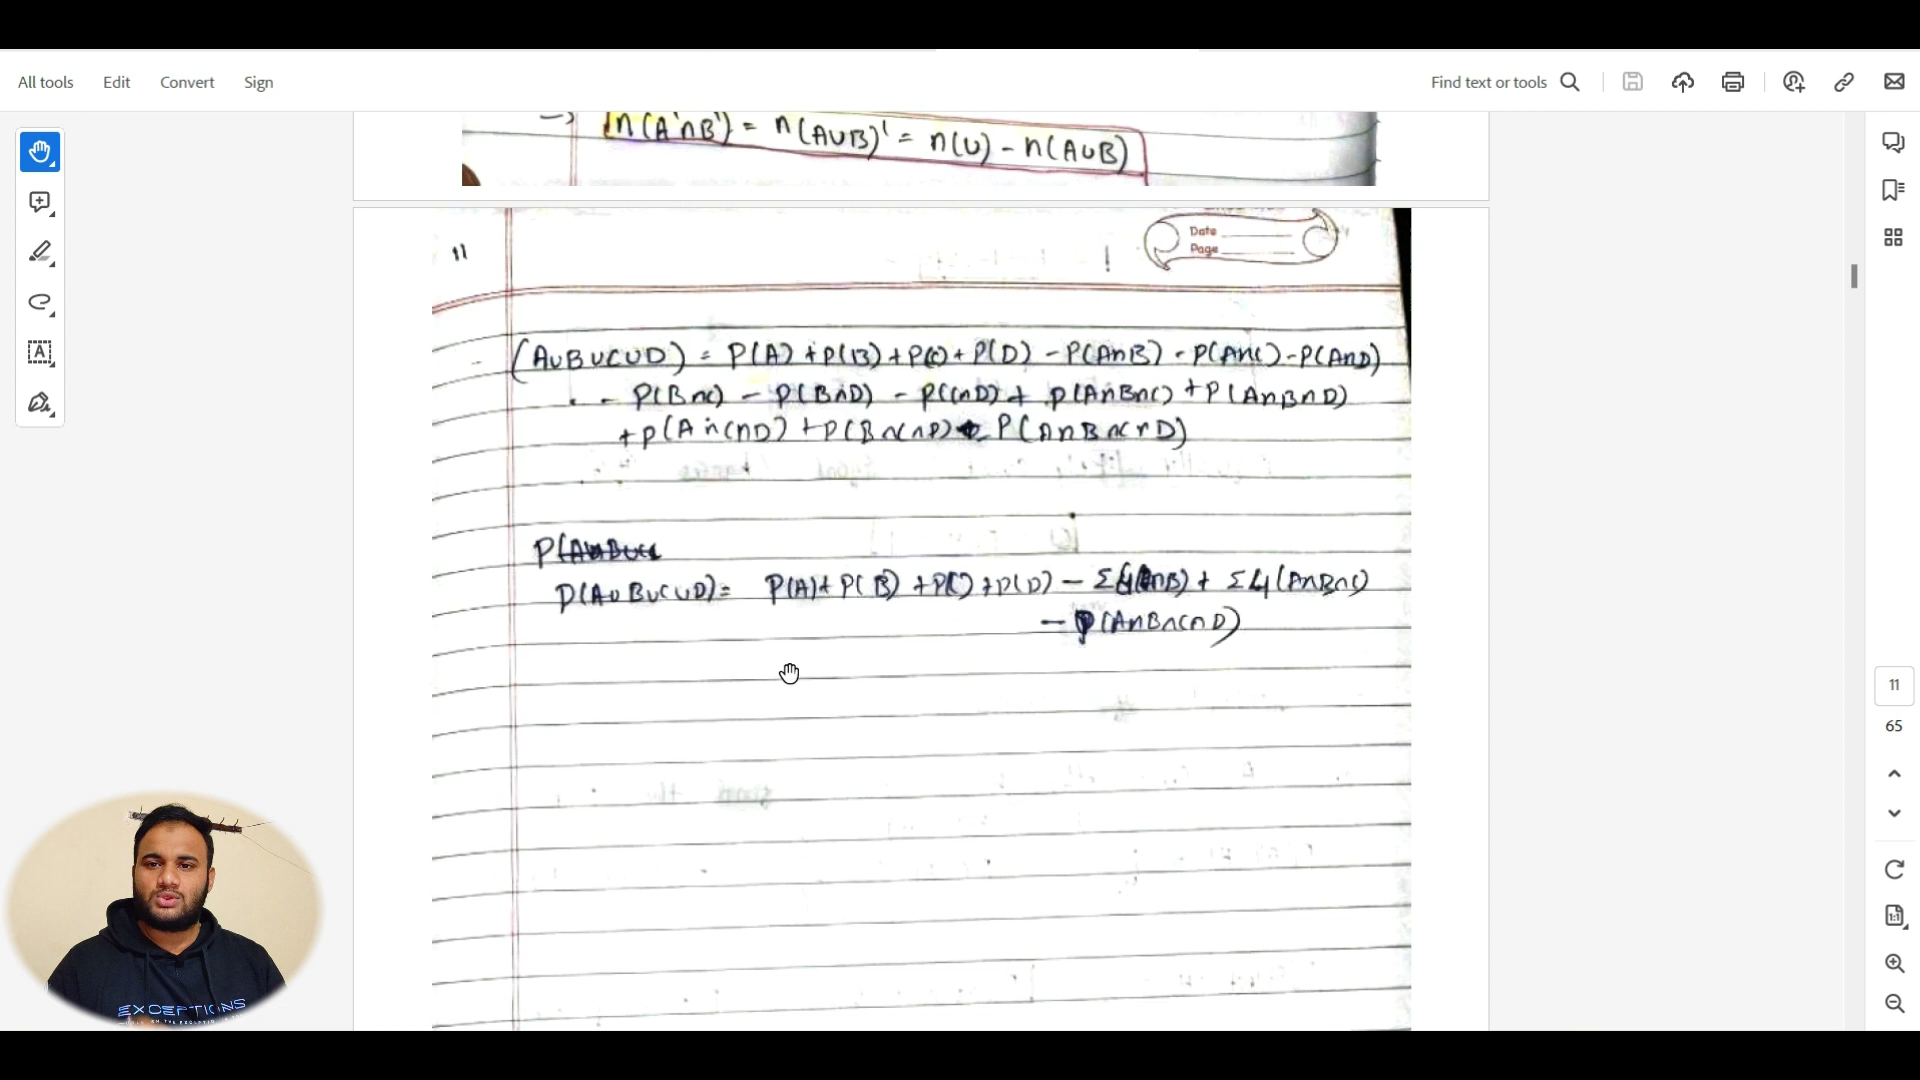 All tools Edit Convert Sign Find text or tools
→ n(A'∩B') = n(A∪B)' = n(U) - n(A∪B)
11
Date
Page
(A∪B∪C∪D) = P(A) + P(B) + P(C) + P(D) - P(A∩B) - P(A∩C) - P(A∩D)
- P(B∩C) - P(B∩D) - P(C∩D) + P(A∩B∩C) + P(A∩B∩D)
+ P(A∩C∩D) + P(B∩C∩D) - P(A∩B∩C∩D)
P(A∪B∪C∪D) = P(A) + P(B) + P(C) + P(D) - Σ (A∩B) + Σ (A∩B∩C)
- P(A∩B∩C∩D)
11
65
EXCEPTIONS